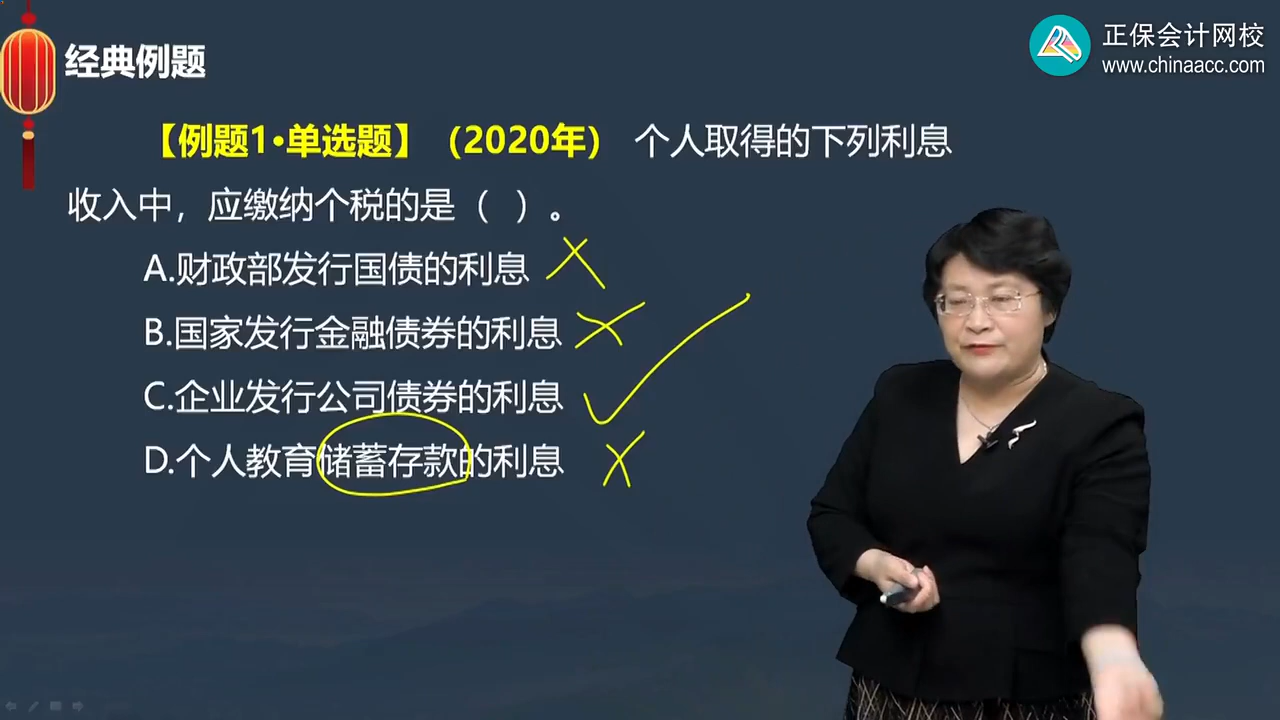 正保会计网校
www.chinaacc.com
经典例题
【例题1·单选题】（2020年） 个人取得的下列利息
收入中，应缴纳个税的是（ ）。
A.财政部发行国债的利息
B.国家发行金融债券的利息
C.企业发行公司债券的利息
D.个人教育储蓄存款的利息